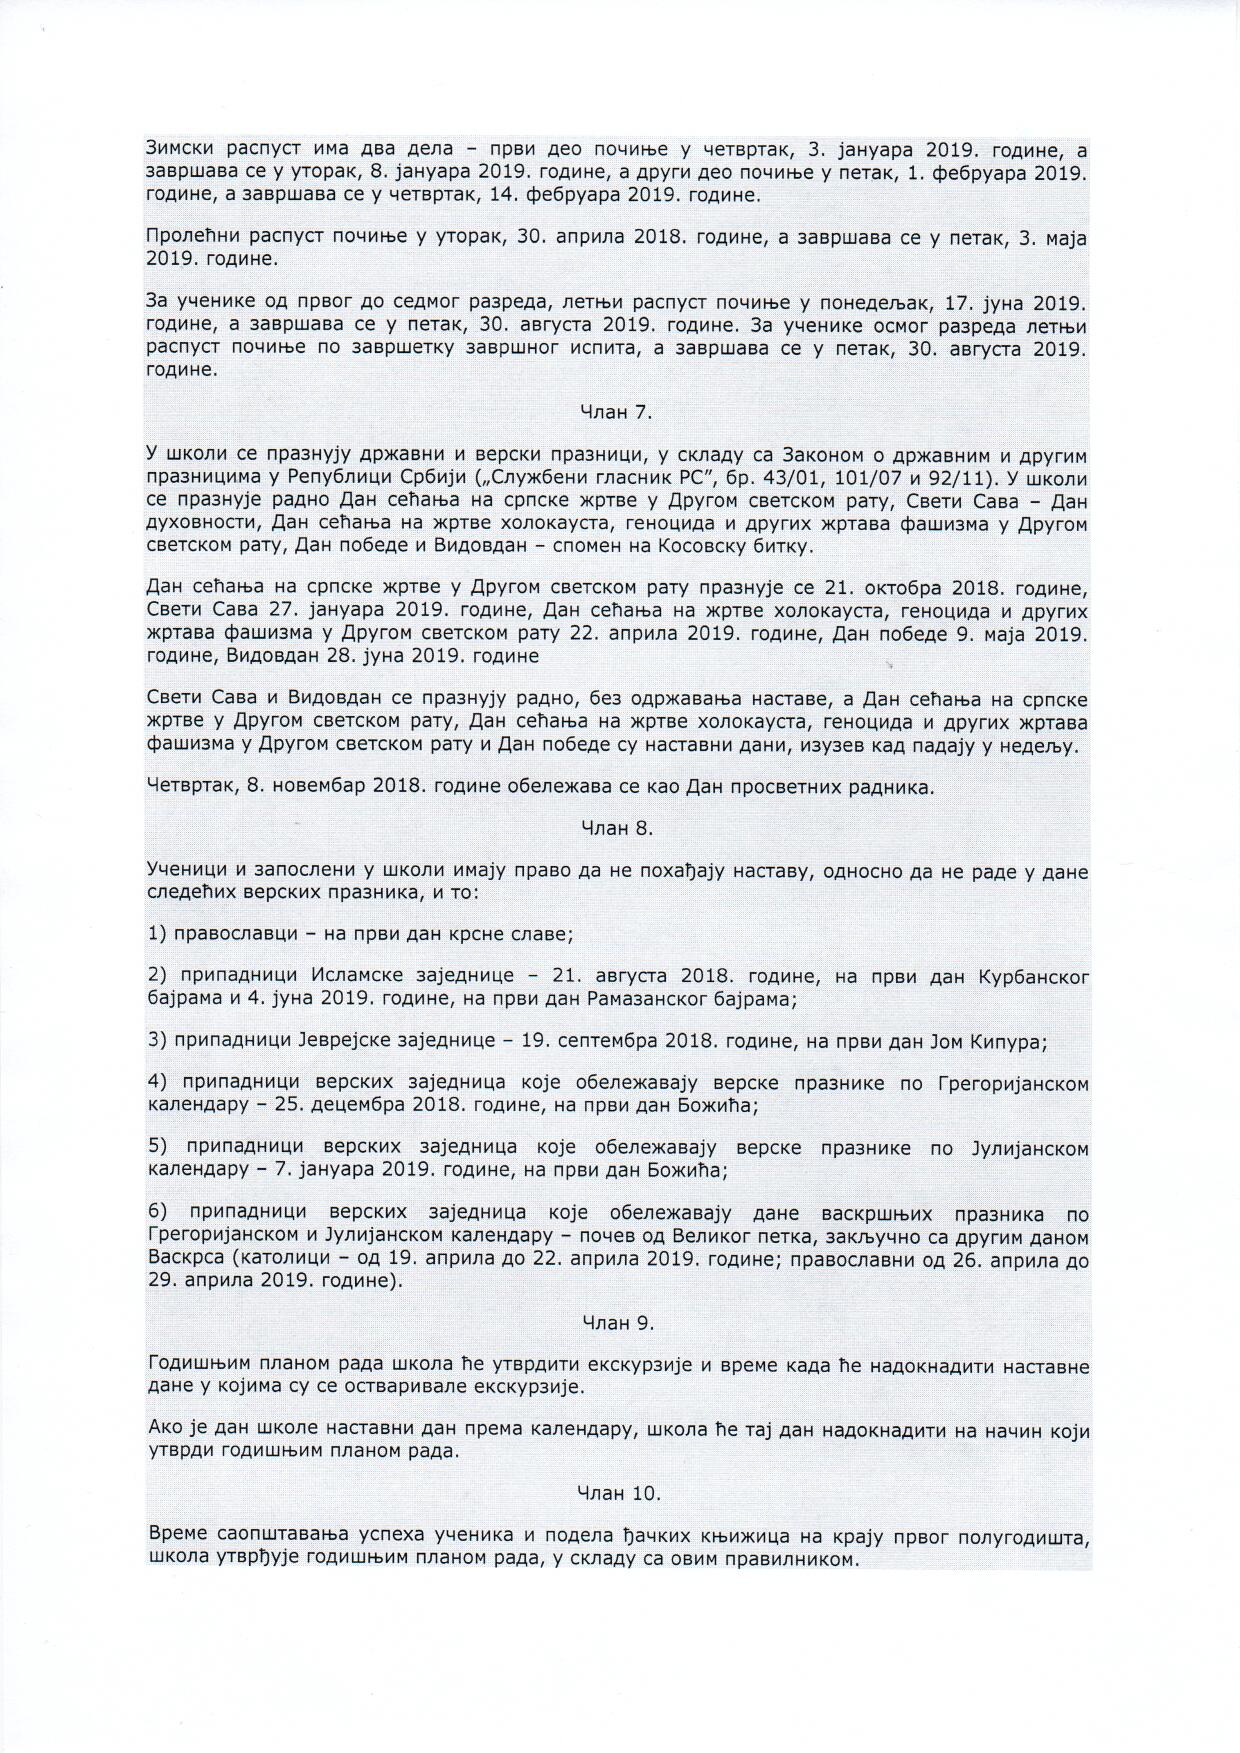 Зимски распуст има два дела – први део почиње у четвртак, 3. јануара 2019. године, а
завршава се у уторак, 8. јануара 2019. године, а други део почиње у петак, 1. фебруара 2019.
године, а завршава се у четвртак, 14. фебруара 2019. године.
Пролећни распуст почиње у уторак, 30. априла 2018. године, а завршава се у петак, 3. маја
2019. године.
За ученике од првог до седмог разреда, летњи распуст почиње у понедељак, 17. јуна 2019.
године, а завршава се у петак, 30. августа 2019. године. За ученике осмог разреда летњи
распуст почиње по завршетку завршног испита, а завршава се у петак, 30. августа 2019.
године.
Члан 7.
У школи се празнују државни и верски празници, у складу са Законом о државним и другим
празницима у Републици Србији („Службени гласник РС”, бр. 43/01, 101/07 и 92/11). У школи
се празнује радно Дан сећања на српске жртве у Другом светском рату, Свети Сава – Дан
духовности, Дан сећања на жртве холокауста, геноцида и других жртава фашизма у Другом
светском рату, Дан победе и Видовдан – спомен на Косовску битку.
Дан сећања на српске жртве у Другом светском рату празнује се 21. октобра 2018. године,
Свети Сава 27. јануара 2019. године, Дан сећања на жртве холокауста, геноцида и других
жртава фашизма у Другом светском рату 22. априла 2019. године, Дан победе 9. маја 2019.
године, Видовдан 28. јуна 2019. године
Свети Сава и Видовдан се празнују радно, без одржавања наставе, а Дан сећања на српске
жртве у Другом светском рату, Дан сећања на жртве холокауста, геноцида и других жртава
фашизма у Другом светском рату и Дан победе су наставни дани, изузев кад падају у недељу.
Четвртак, 8. новембар 2018. године обележава се као Дан просветних радника.
Члан 8.
Ученици и запослени у школи имају право да не похађају наставу, односно да не раде у дане
следећих верских празника, и то:
1) православци – на први дан крсне славе;
2) припадници Исламске заједнице – 21. августа 2018. године, на први дан Курбанског
бајрама и 4. јуна 2019. године, на први дан Рамазанског бајрама;
3) припадници Јеврејске заједнице – 19. септембра 2018. године, на први дан Јом Кипура;
4) припадници верских заједница које обележавају верске празнике по Грегоријанском
календару – 25. децембра 2018. године, на први дан Божића;
5) припадници верских заједница које обележавају верске празнике по Јулијанском
календару – 7. јануара 2019. године, на први дан Божића;
6) припадници верских заједница које обележавају дане васкршњих празника по
Грегоријанском и Јулијанском календару – почев од Великог петка, закључно са другим даном
Васкрса (католици – од 19. априла до 22. априла 2019. године; православни од 26. априла до
29. априла 2019. године).
Члан 9.
Годишњим планом рада школа ће утврдити екскурзије и време када ће надокнадити наставне
дане у којима су се остваривале екскурзије.
Ако је дан школе наставни дан према календару, школа ће тај дан надокнадити на начин који
утврди годишњим планом рада.
Члан 10.
Време саопштавања успеха ученика и подела ђачких књижица на крају првог полугодишта,
школа утврђује годишњим планом рада, у складу са овим правилником.